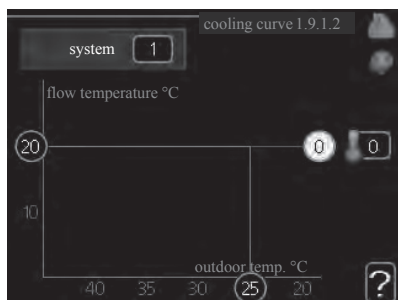 cooling curve 1.9.1.2
system 1
flow temperature °C
20 0 0
10
outdoor temp. °C
40 35 30 25 20
?